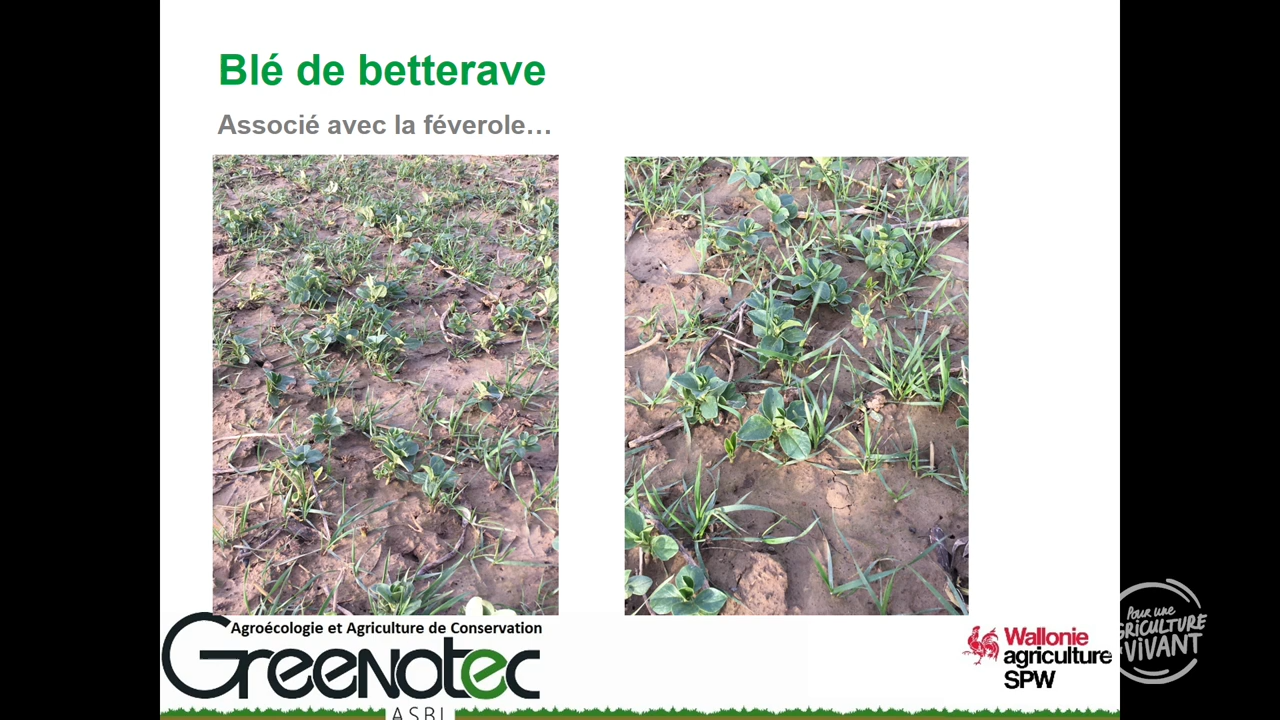 Blé de betterave
Associé avec la féverole…
Agroécologie et Agriculture de Conservation
GREENOTEC
ASBL
Wallonie
agriculture
SPW
Pour une
AGRICULTURE
VIVANT